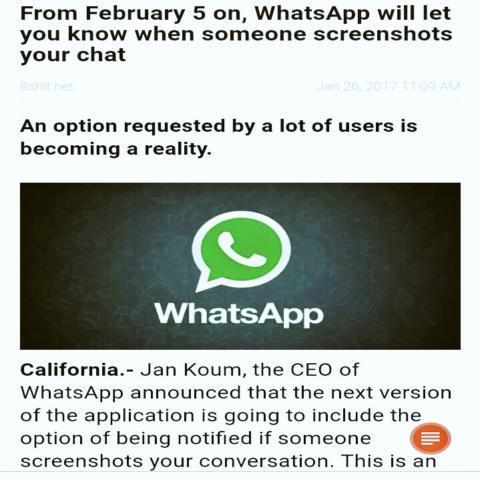 From February 5 on, WhatsApp will let
you know when someone screenshots
your chat
8shit.net Jan 26, 2017 11:09 AM
An option requested by a lot of users is
becoming a reality.
WhatsApp
California.- Jan Koum, the CEO of
WhatsApp announced that the next version
of the application is going to include the
option of being notified if someone
screenshots your conversation. This is an